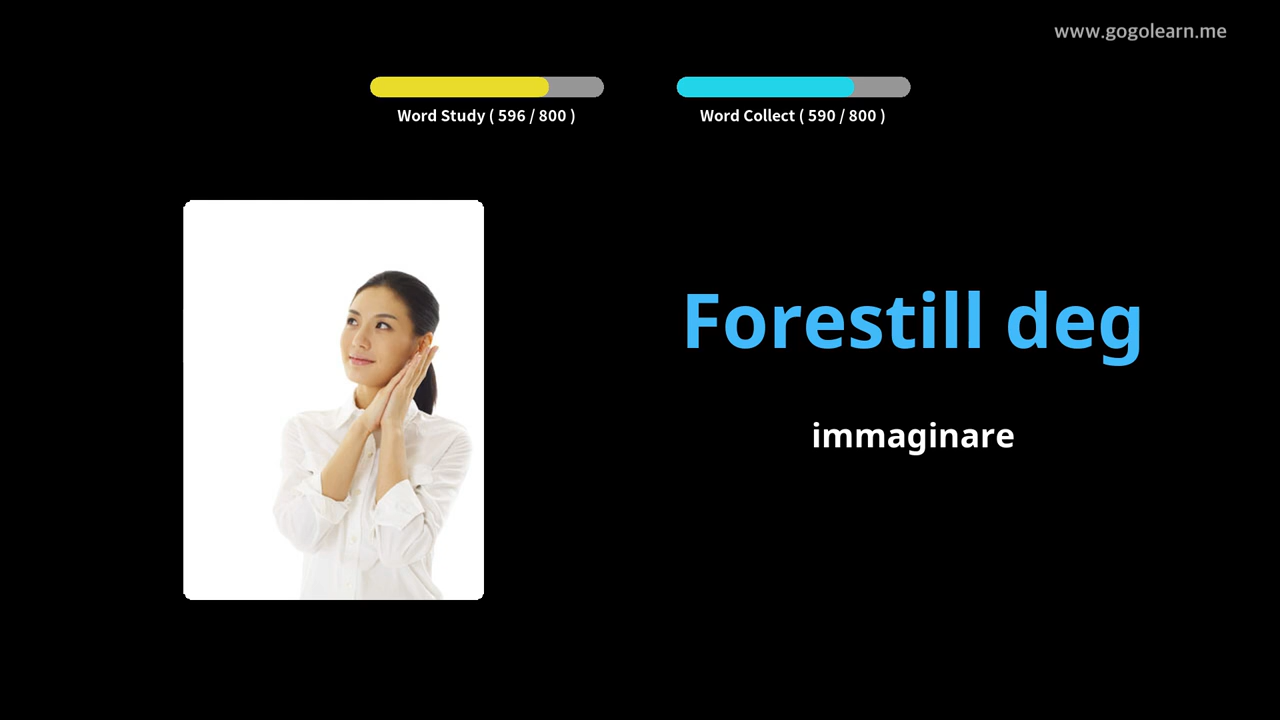 www.gogolearn.me
Word Study ( 596 / 800 )
Word Collect ( 590 / 800 )
Forestill deg
immaginare